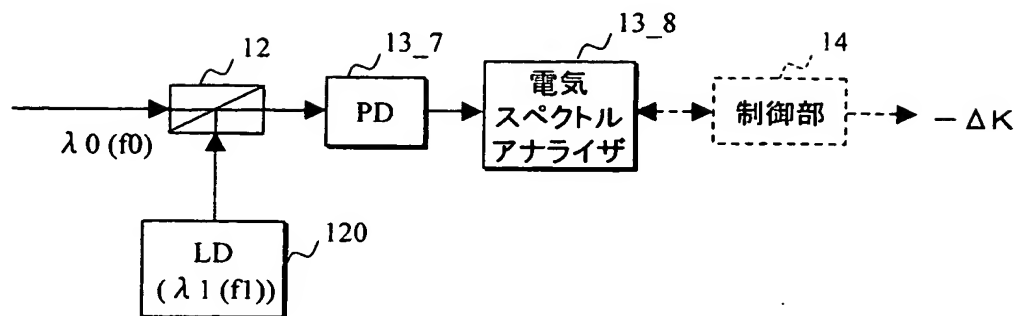 12
13_7
13_8
14
λ0 (f0)
PD
電気
スペクトル
アナライザ
制御部
−ΔK
LD
(λ1 (f1))
120